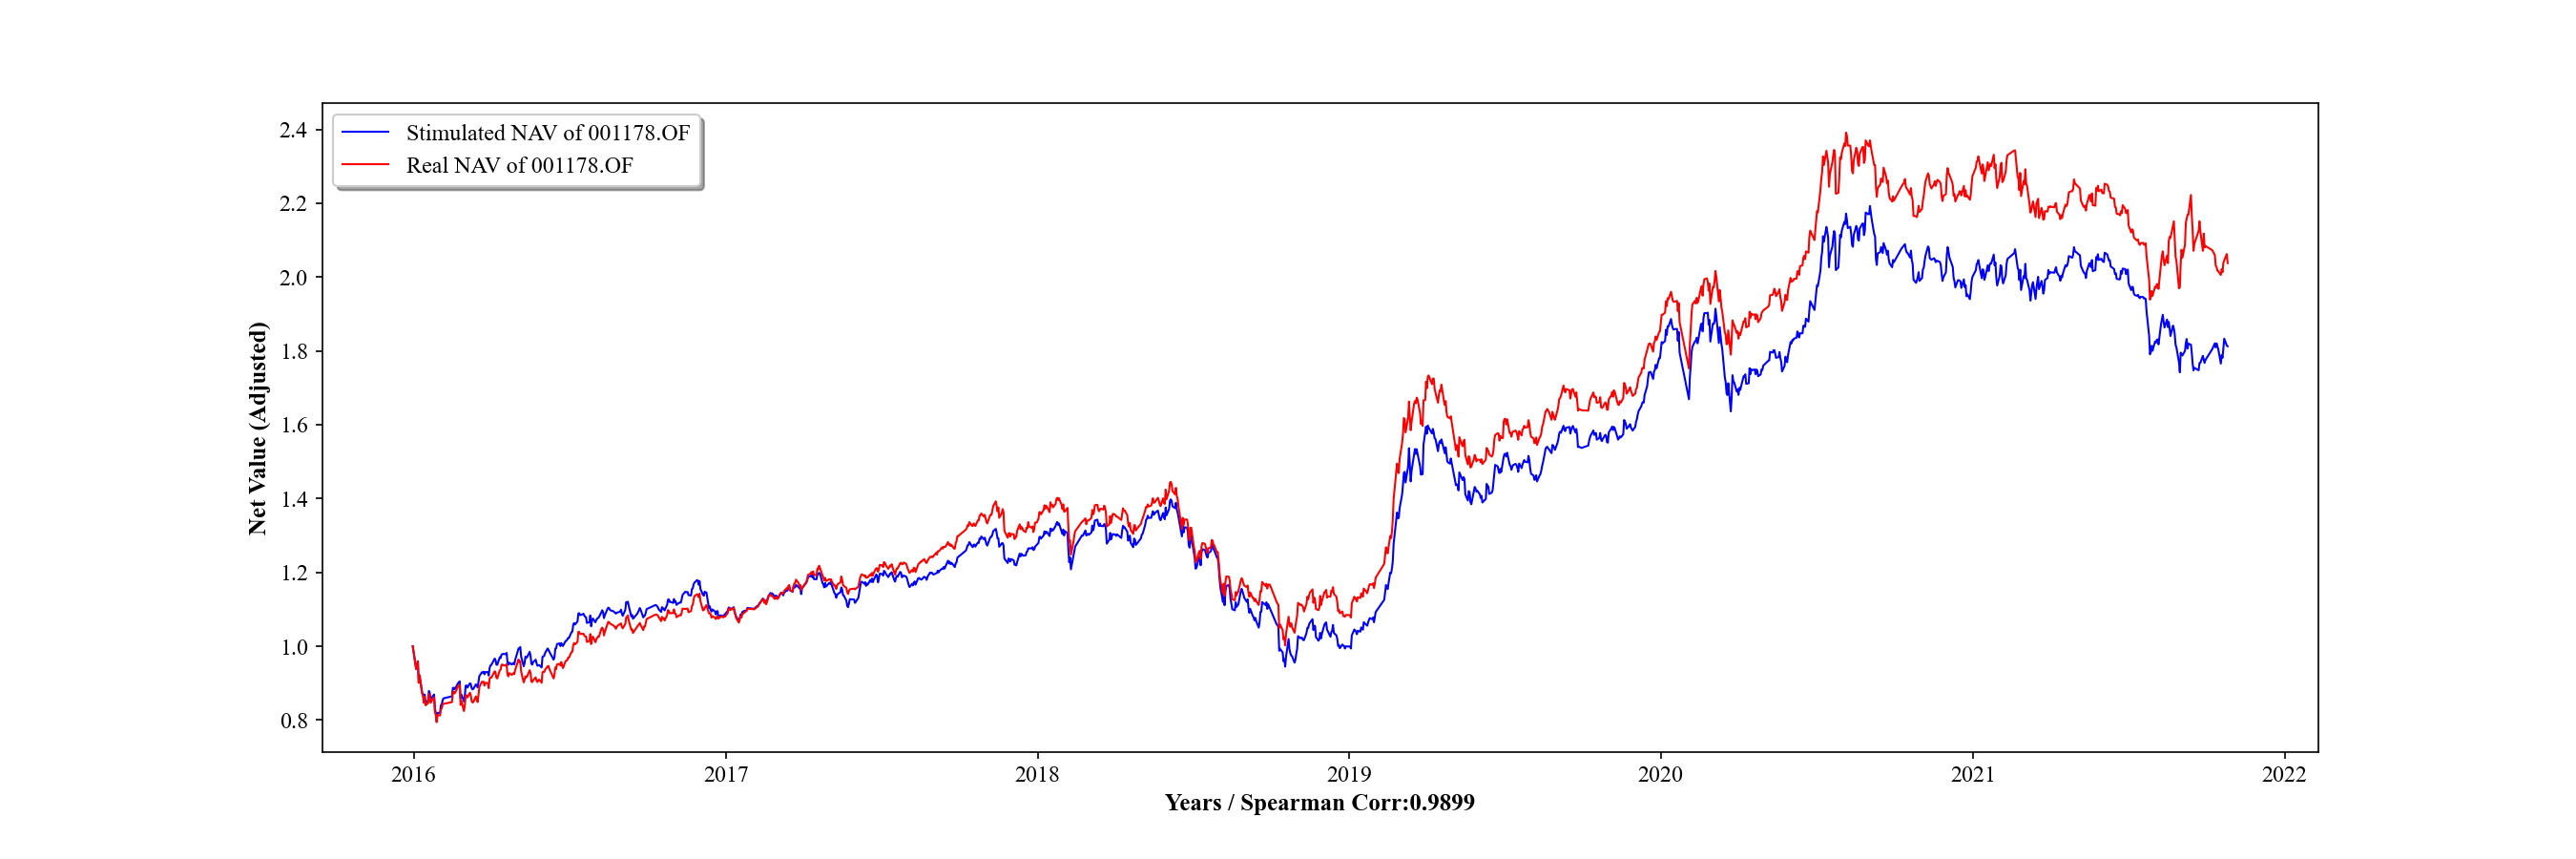 Stimulated NAV of 001178.OF
Real NAV of 001178.OF
2.4
2.2
2.0
1.8
1.6
1.4
1.2
1.0
0.8
Net Value (Adjusted)
2016 2017 2018 2019 2020 2021 2022
Years / Spearman Corr:0.9899